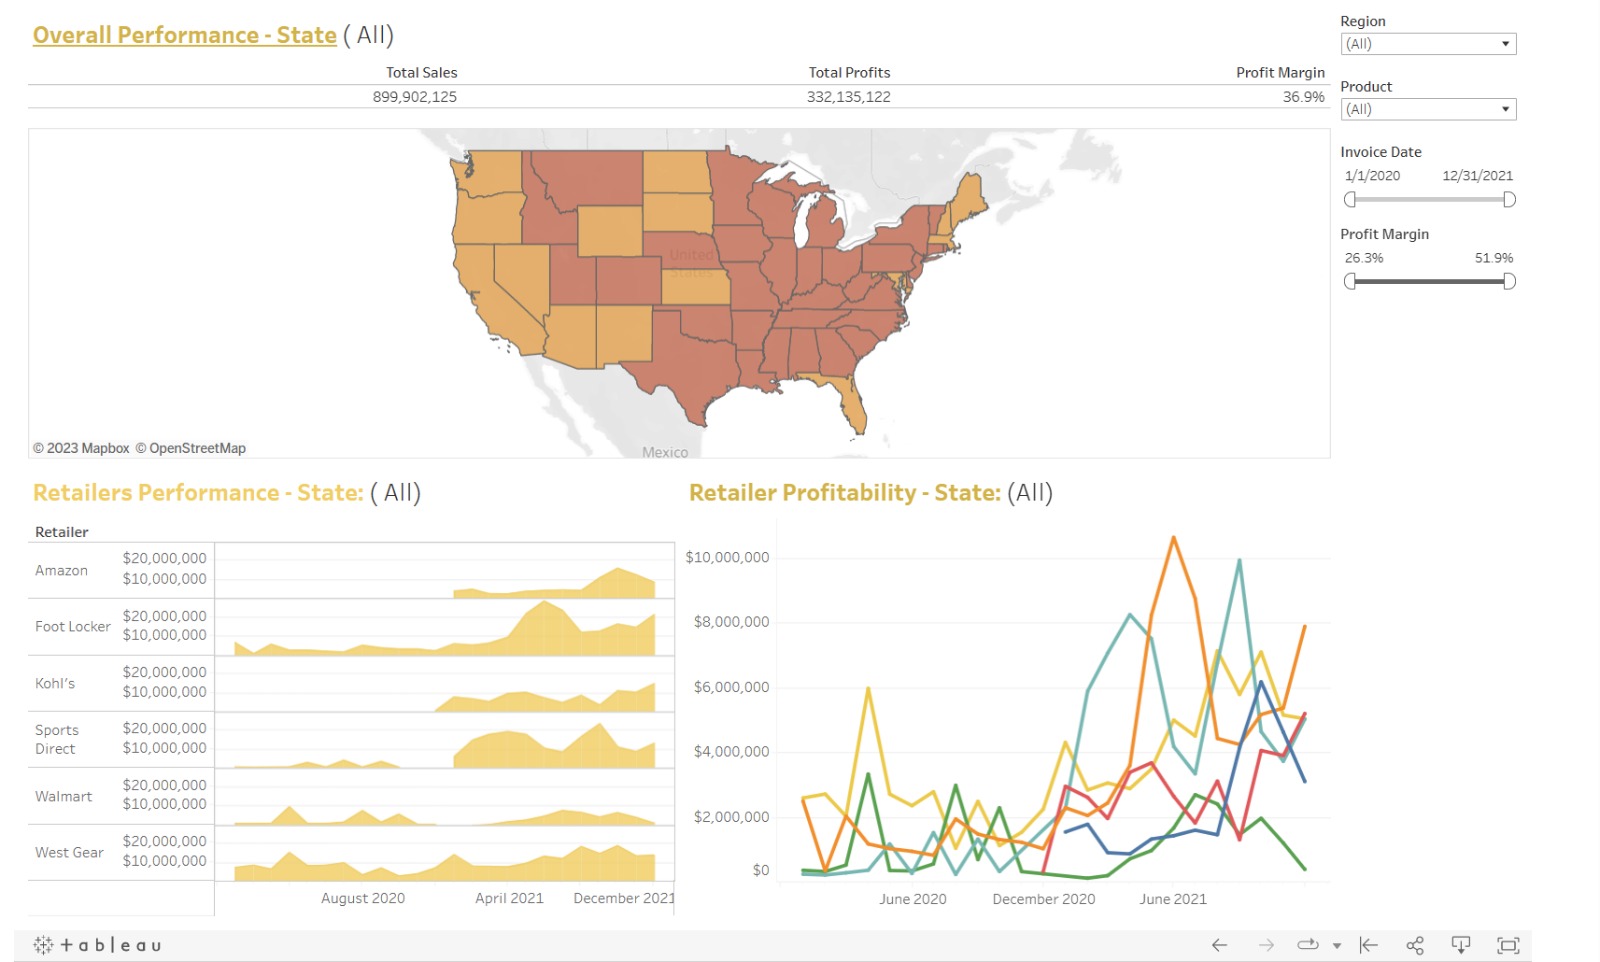 Overall Performance - State ( All)
Total Sales Total Profits Profit Margin
899,902,125 332,135,122 36.9%
Region
(All)
Product
(All)
Invoice Date
1/1/2020 12/31/2021
Profit Margin
26.3% 51.9%
United
States
Mexico
© 2023 Mapbox © OpenStreetMap
Retailers Performance - State: ( All)
Retailer
Amazon
$20,000,000
$10,000,000
Foot Locker
$20,000,000
$10,000,000
Kohl's
$20,000,000
$10,000,000
Sports
Direct
$20,000,000
$10,000,000
Walmart
$20,000,000
$10,000,000
West Gear
$20,000,000
$10,000,000
August 2020 April 2021 December 2021
Retailer Profitability - State: (All)
$10,000,000
$8,000,000
$6,000,000
$4,000,000
$2,000,000
$0
June 2020 December 2020 June 2021
+ a b l e a u